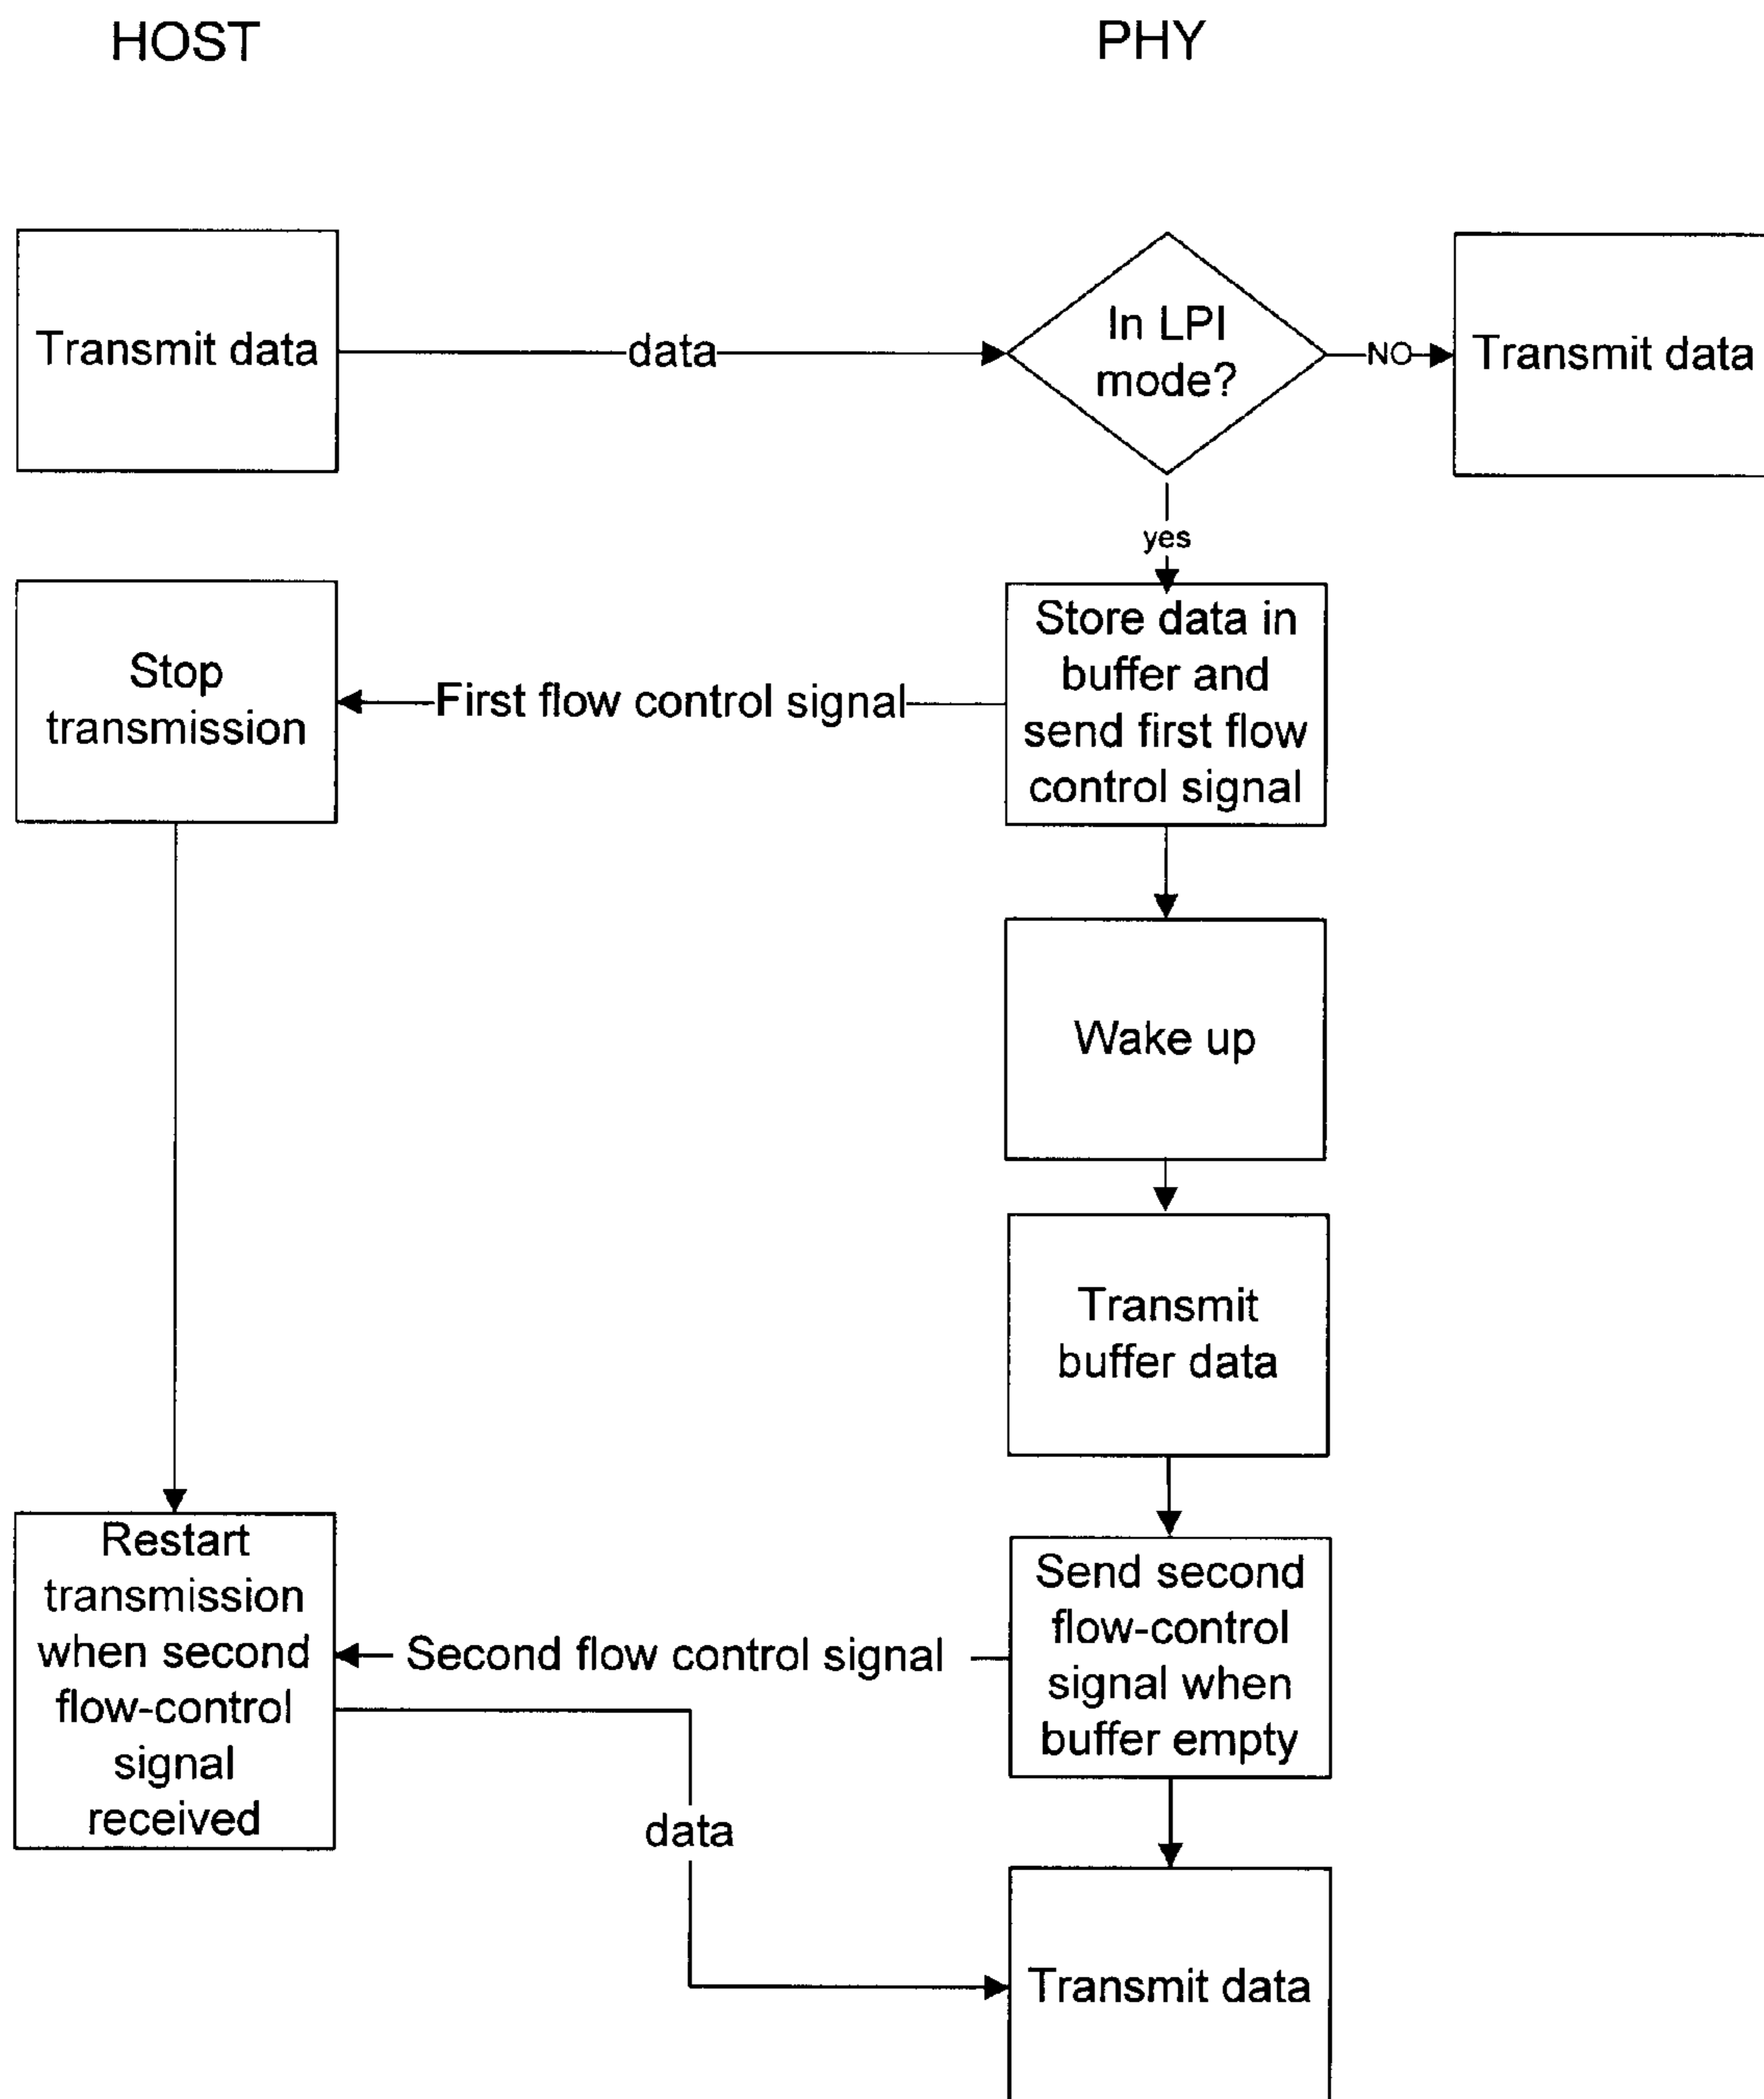 HOST
PHY
Transmit data
data
In LPI
mode?
NO
Transmit data
yes
Stop
transmission
First flow control signal
Store data in
buffer and
send first flow
control signal
Wake up
Transmit
buffer data
Restart
transmission
when second
flow-control
signal
received
Second flow control signal
Send second
flow-control
signal when
buffer empty
data
Transmit data